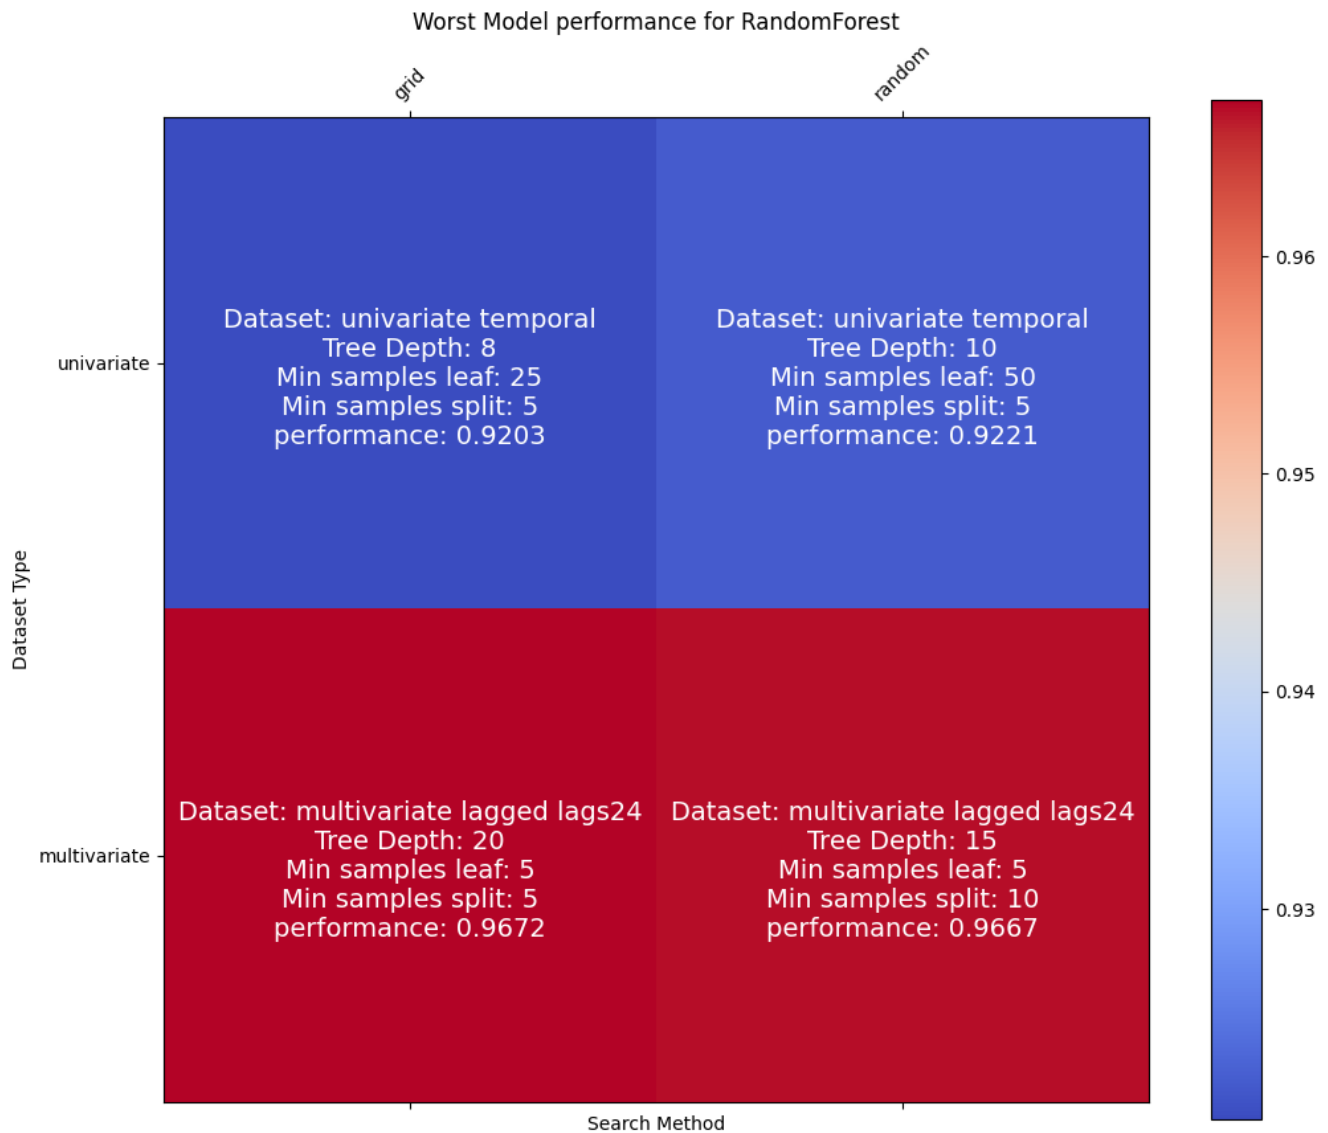 Worst Model performance for RandomForest
grid
random
Dataset: univariate temporal
Tree Depth: 8
Min samples leaf: 25
Min samples split: 5
performance: 0.9203
Dataset: univariate temporal
Tree Depth: 10
Min samples leaf: 50
Min samples split: 5
performance: 0.9221
univariate
Dataset Type
Dataset: multivariate lagged lags24
Tree Depth: 20
Min samples leaf: 5
Min samples split: 5
performance: 0.9672
Dataset: multivariate lagged lags24
Tree Depth: 15
Min samples leaf: 5
Min samples split: 10
performance: 0.9667
multivariate
Search Method
0.96
0.95
0.94
0.93